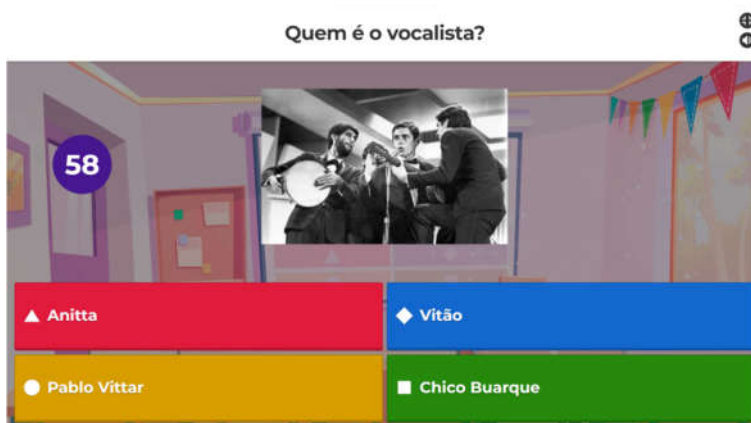 Quem é o vocalista?
58
Anitta
Vitão
Pablo Vittar
Chico Buarque